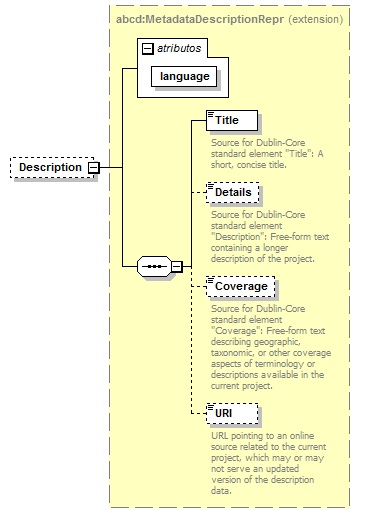 abcd:MetadataDescriptionRepr (extension)
atributos
language
Description
Title
Source for Dublin-Core
standard element "Title": A
short, concise title.
Details
Source for Dublin-Core
standard element
"Description": Free-form text
containing a longer
description of the project.
Coverage
Source for Dublin-Core
standard element
"Coverage": Free-form text
describing geographic,
taxonomic, or other coverage
aspects of terminology or
descriptions available in the
current project.
URI
URL pointing to an online
source related to the current
project, which may or may
not serve an updated
version of the description
data.